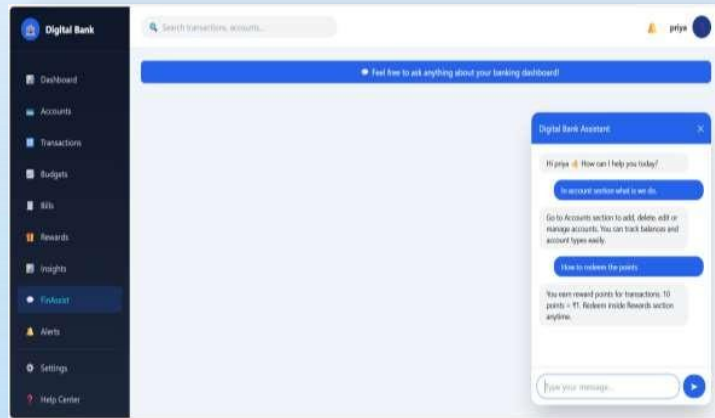 Digital Bank
Search transactions, accounts...
priya
Feel free to ask anything about your banking dashboard!
Dashboard
Accounts
Transactions
Budgets
Bills
Rewards
Insights
FinAssist
Alerts
Settings
Help Center
Digital Bank Assistant
Hi priya 👋 How can I help you today?
In account section what is we do.
Go to Accounts section to add, delete, edit or
manage accounts. You can track balances and
account types easily.
How to redeem the points
You earn reward points for transactions. 10
points = ₹1. Redeem inside Rewards section
anytime.
Type your message...